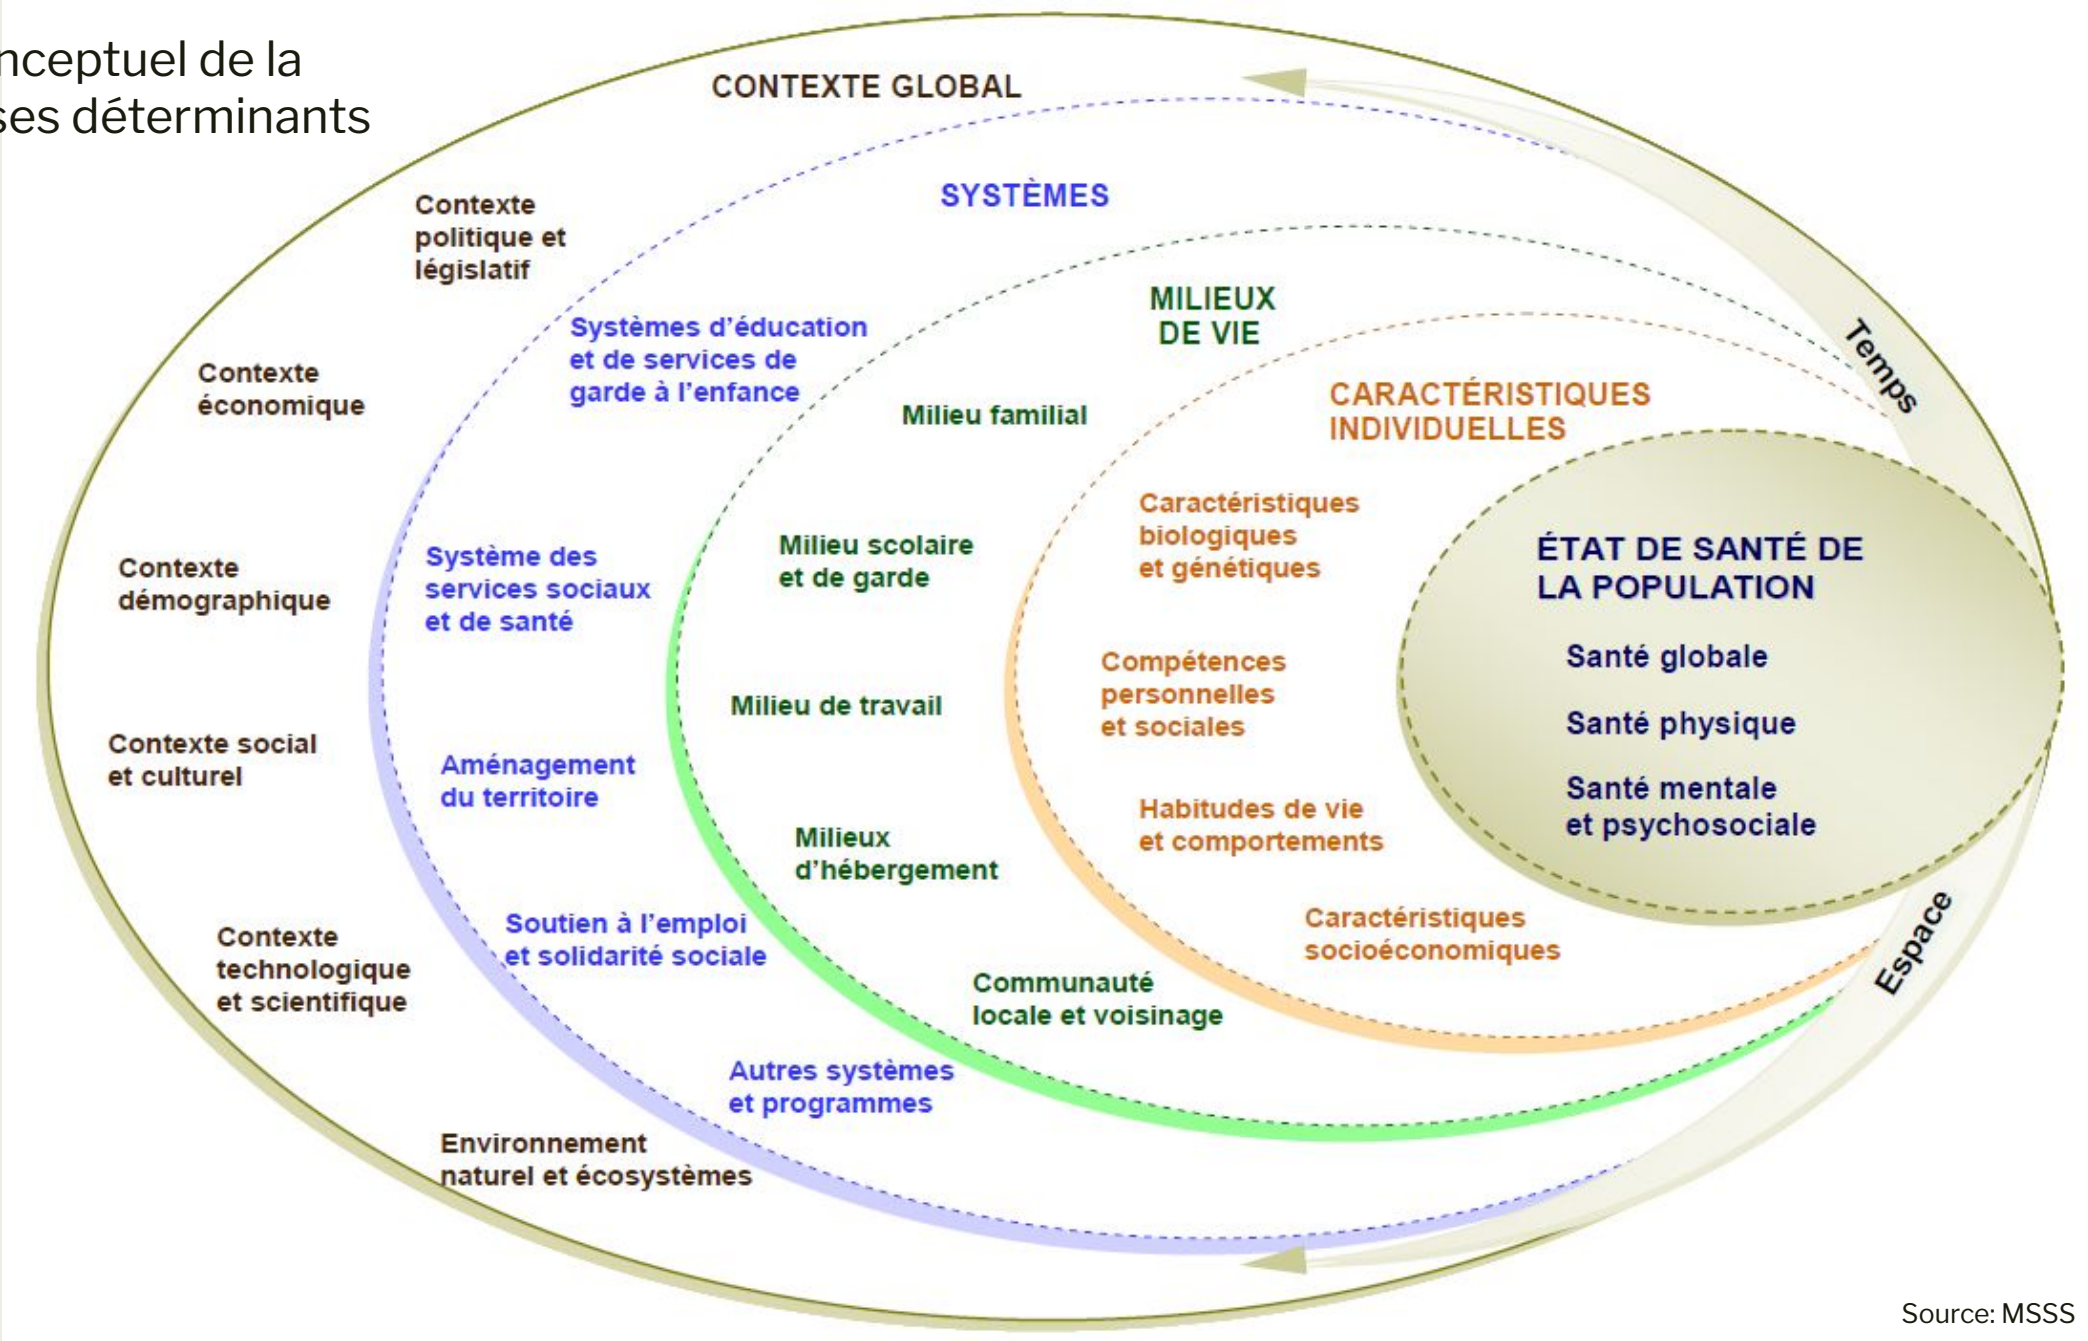 nceptuel de la
ses déterminants
CONTEXTE GLOBAL
Contexte
politique et
législatif
Contexte
économique
Contexte
démographique
Contexte social
et culturel
Contexte
technologique
et scientifique
Environnement
naturel et écosystèmes
SYSTÈMES
Systèmes d'éducation
et de services de
garde à l'enfance
Système des
services sociaux
et de santé
Aménagement
du territoire
Soutien à l'emploi
et solidarité sociale
Autres systèmes
et programmes
MILIEUX
DE VIE
Milieu familial
Milieu scolaire
et de garde
Milieu de travail
Milieux
d'hébergement
Communauté
locale et voisinage
CARACTÉRISTIQUES
INDIVIDUELLES
Caractéristiques
biologiques
et génétiques
Compétences
personnelles
et sociales
Habitudes de vie
et comportements
Caractéristiques
socioéconomiques
ÉTAT DE SANTÉ DE
LA POPULATION
Santé globale
Santé physique
Santé mentale
et psychosociale
Temps
Espace
Source: MSSS